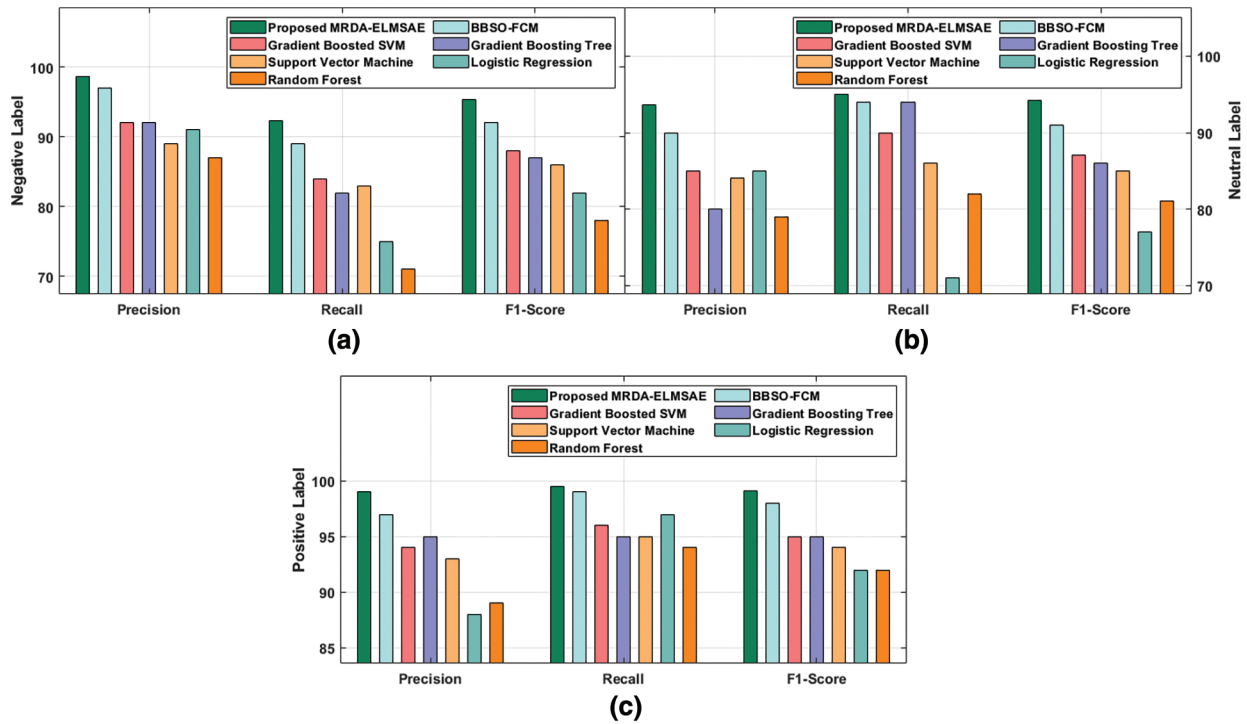 Proposed MRDA-ELMSAE
BBSO-FCM
Gradient Boosted SVM
Gradient Boosting Tree
Support Vector Machine
Logistic Regression
Random Forest
Negative Label
100
90
80
70
Precision
Recall
F1-Score
(a)
Proposed MRDA-ELMSAE
BBSO-FCM
Gradient Boosted SVM
Gradient Boosting Tree
Support Vector Machine
Logistic Regression
Random Forest
Neutral Label
100
90
80
70
Precision
Recall
F1-Score
(b)
Proposed MRDA-ELMSAE
BBSO-FCM
Gradient Boosted SVM
Gradient Boosting Tree
Support Vector Machine
Logistic Regression
Random Forest
Positive Label
100
95
90
85
Precision
Recall
F1-Score
(c)